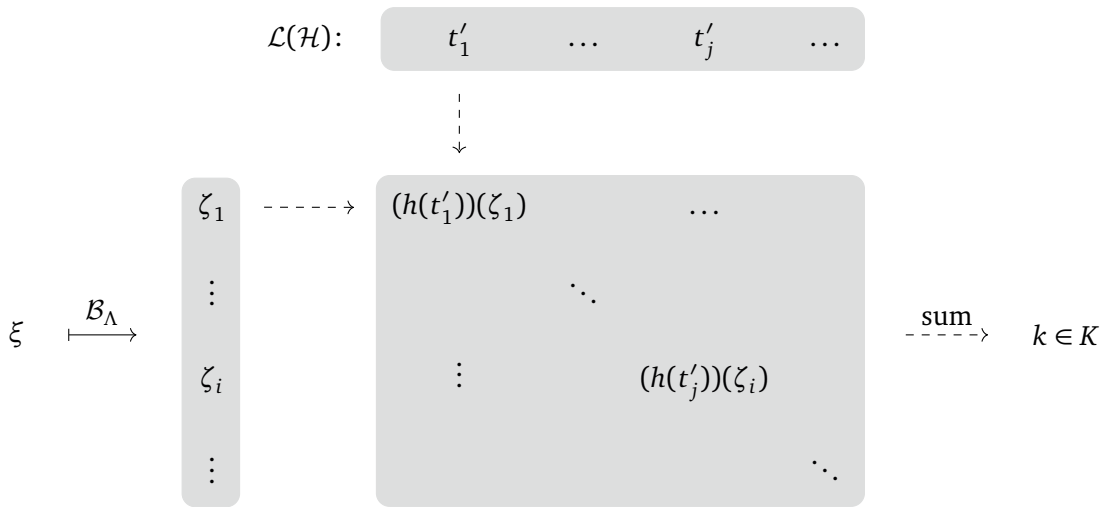 ℒ(ℋ): t′₁ … t′ⱼ …
ζ₁ (h(t′₁))(ζ₁) …
⋮ ⋱
ξ ℬ_Λ sum k ∈ K
ζᵢ ⋮ (h(t′ⱼ))(ζᵢ)
⋮ ⋱